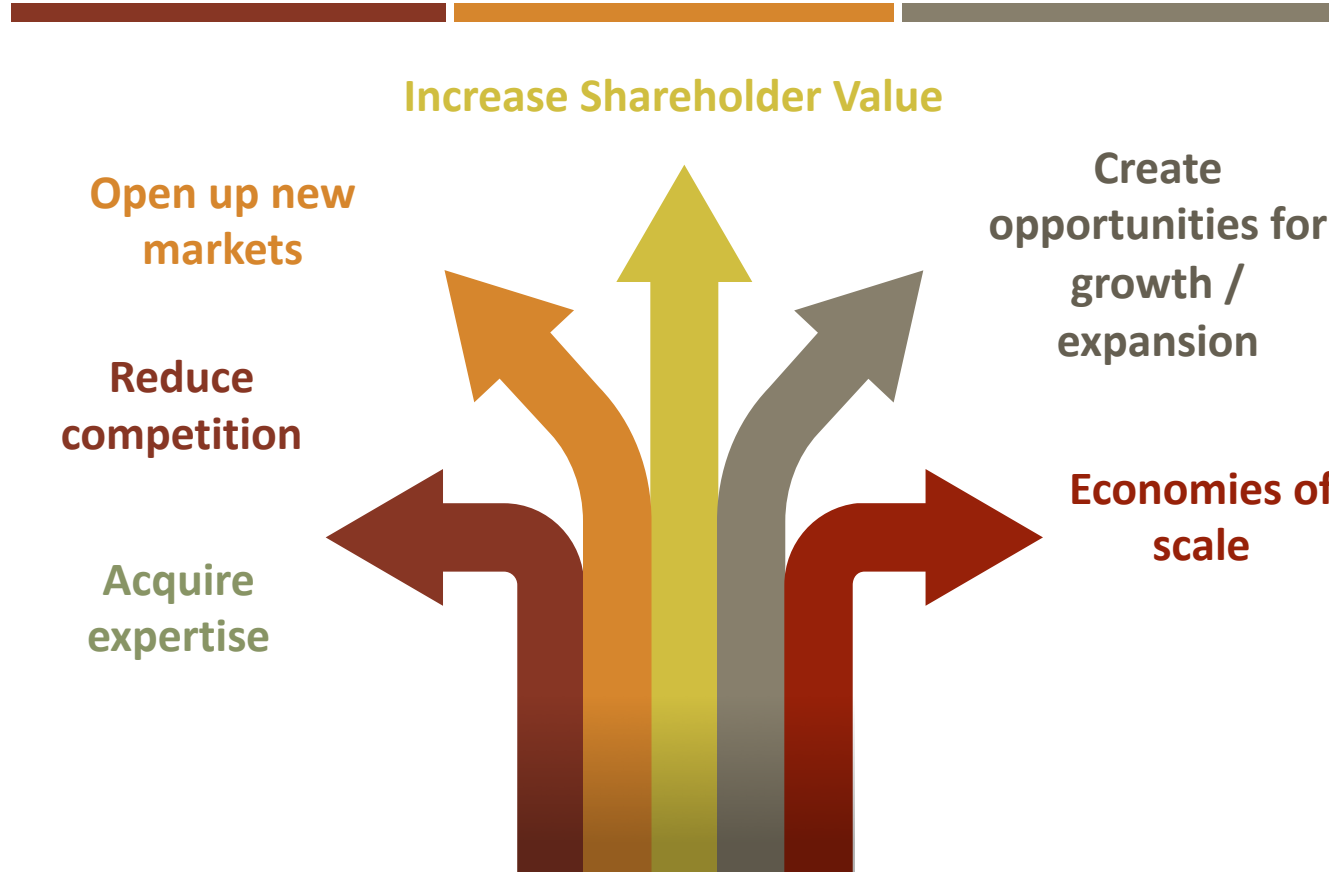 Increase Shareholder Value
Open up new
markets
Reduce
competition
Acquire
expertise
Create
opportunities for
growth /
expansion
Economies of
scale